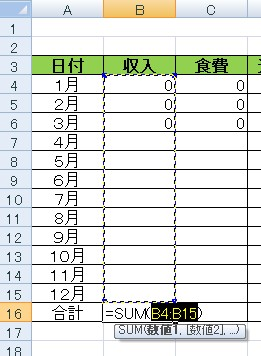 A B C
1
2
3 日付 収入 食費
4 1月 0 0
5 2月 0 0
6 3月 0 0
7 4月
8 5月
9 6月
10 7月
11 8月
12 9月
13 10月
14 11月
15 12月
16 合計 =SUM(B4:B15)
17 SUM(数値1, [数値2], ...)
18